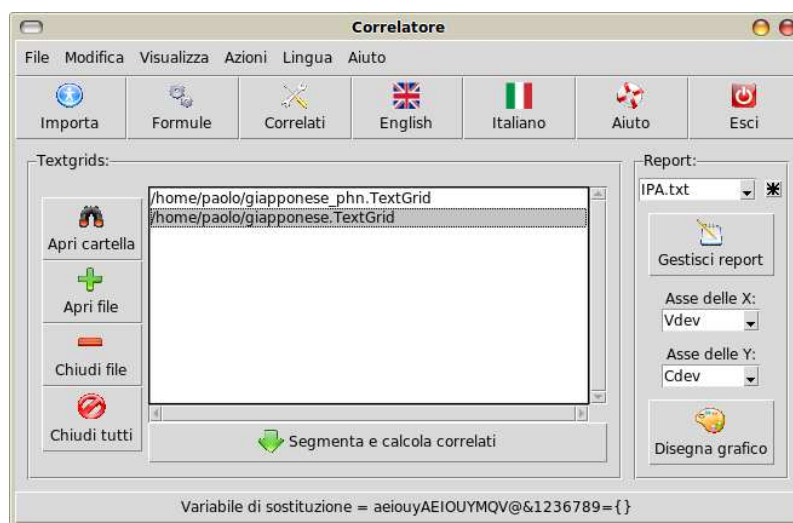 Correlatore
File Modifica Visualizza Azioni Lingua Aiuto
Importa Formule Correlati English Italiano Aiuto Esci
Textgrids:
/home/paolo/giapponese_phn.TextGrid
/home/paolo/giapponese.TextGrid
Apri cartella
Apri file
Chiudi file
Chiudi tutti
Segmenta e calcola correlati
Report:
IPA.txt
Gestisci report
Asse delle X:
Vdev
Asse delle Y:
Cdev
Disegna grafico
Variabile di sostituzione = aeiouyAEIOUYMQV@&1236789={}